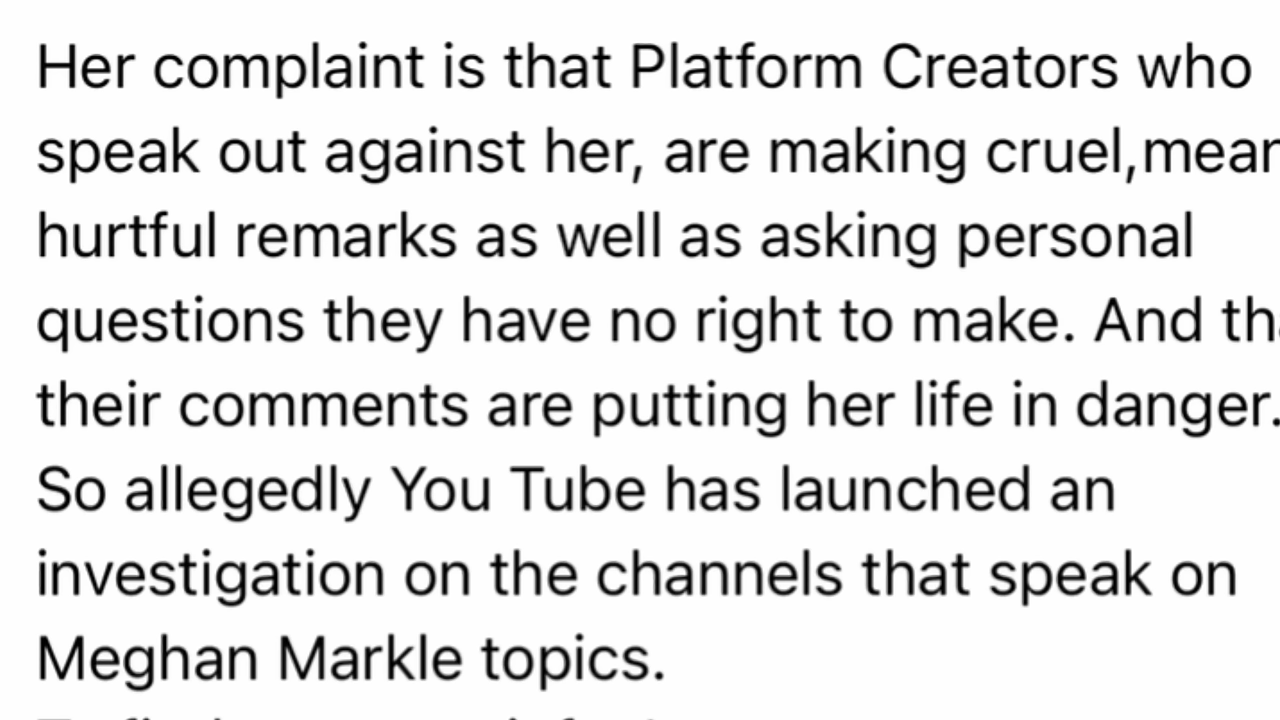 Her complaint is that Platform Creators who
speak out against her, are making cruel,mean
hurtful remarks as well as asking personal
questions they have no right to make. And
their comments are putting her life in danger.
So allegedly You Tube has launched an
investigation on the channels that speak on
Meghan Markle topics.